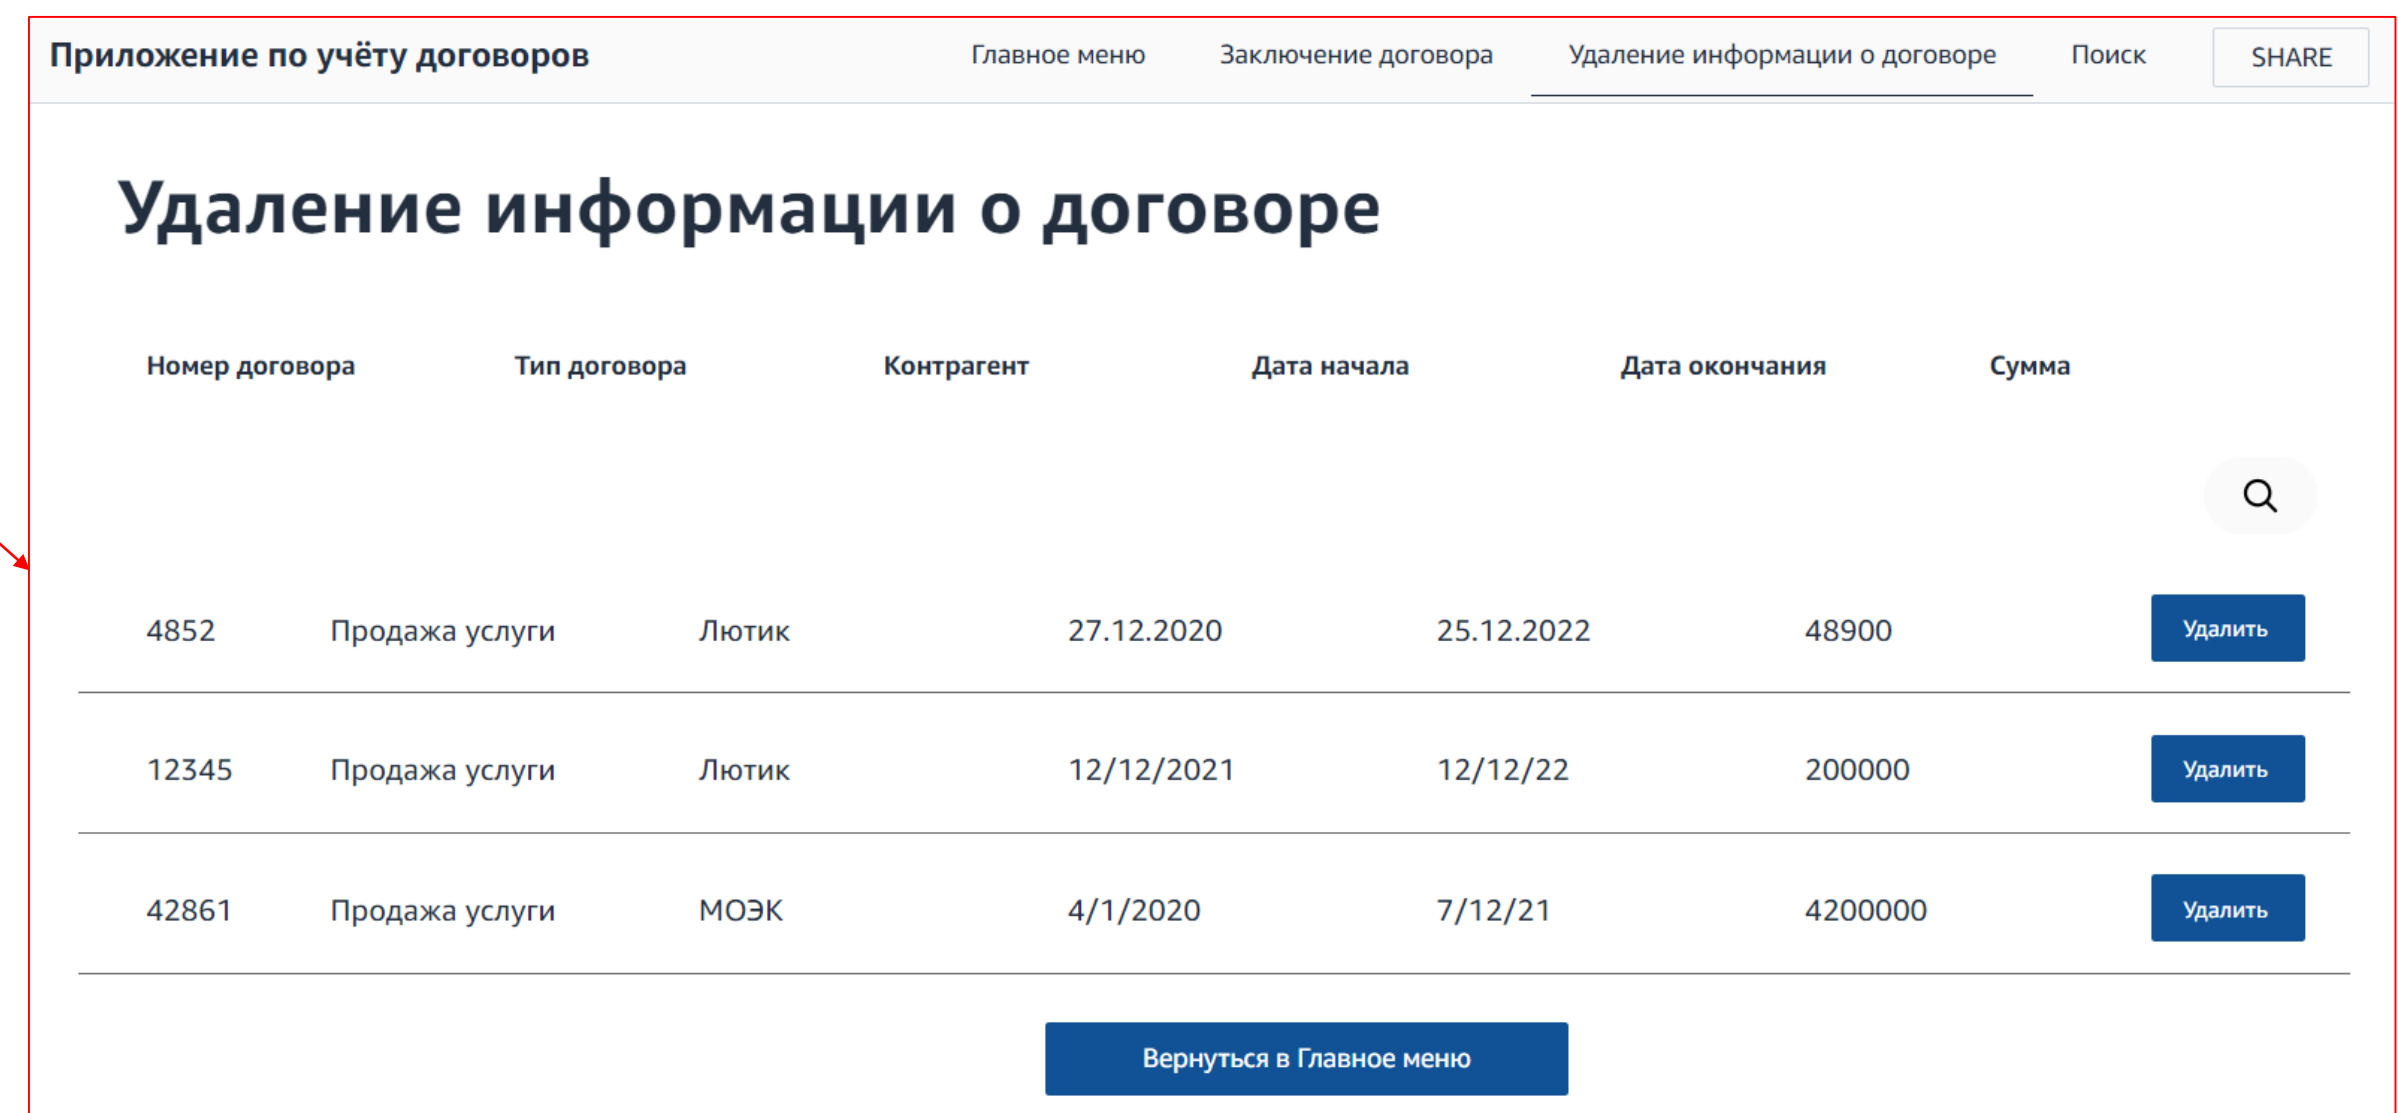 Приложение по учёту договоров Главное меню Заключение договора Удаление информации о договоре Поиск SHARE
Удаление информации о договоре
Номер договора Тип договора Контрагент Дата начала Дата окончания Сумма
4852 Продажа услуги Лютик 27.12.2020 25.12.2022 48900 Удалить
12345 Продажа услуги Лютик 12/12/2021 12/12/22 200000 Удалить
42861 Продажа услуги МОЭК 4/1/2020 7/12/21 4200000 Удалить
Вернуться в Главное меню